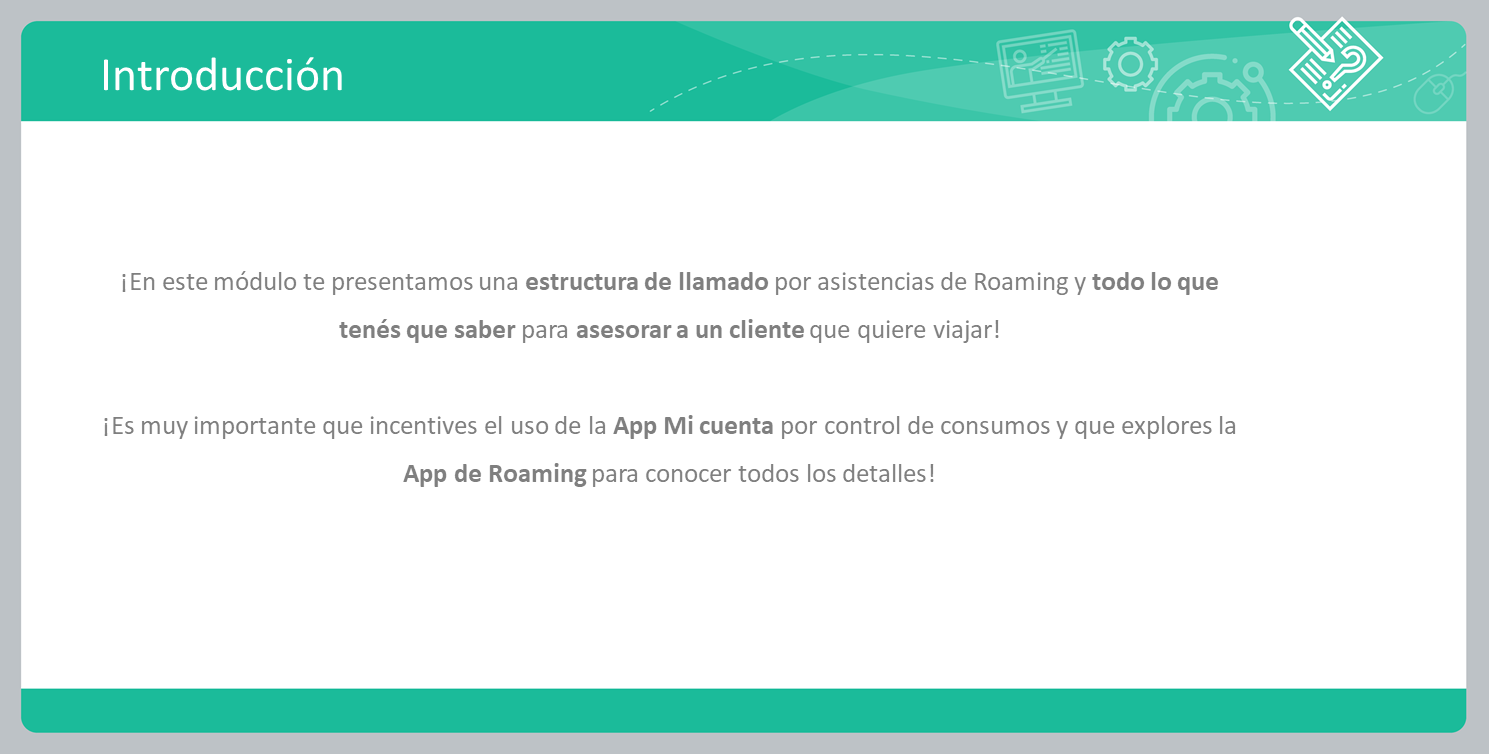 Introducción
¡En este módulo te presentamos una estructura de llamado por asistencias de Roaming y todo lo que
tenés que saber para asesorar a un cliente que quiere viajar!
¡Es muy importante que incentives el uso de la App Mi cuenta por control de consumos y que explores la
App de Roaming para conocer todos los detalles!